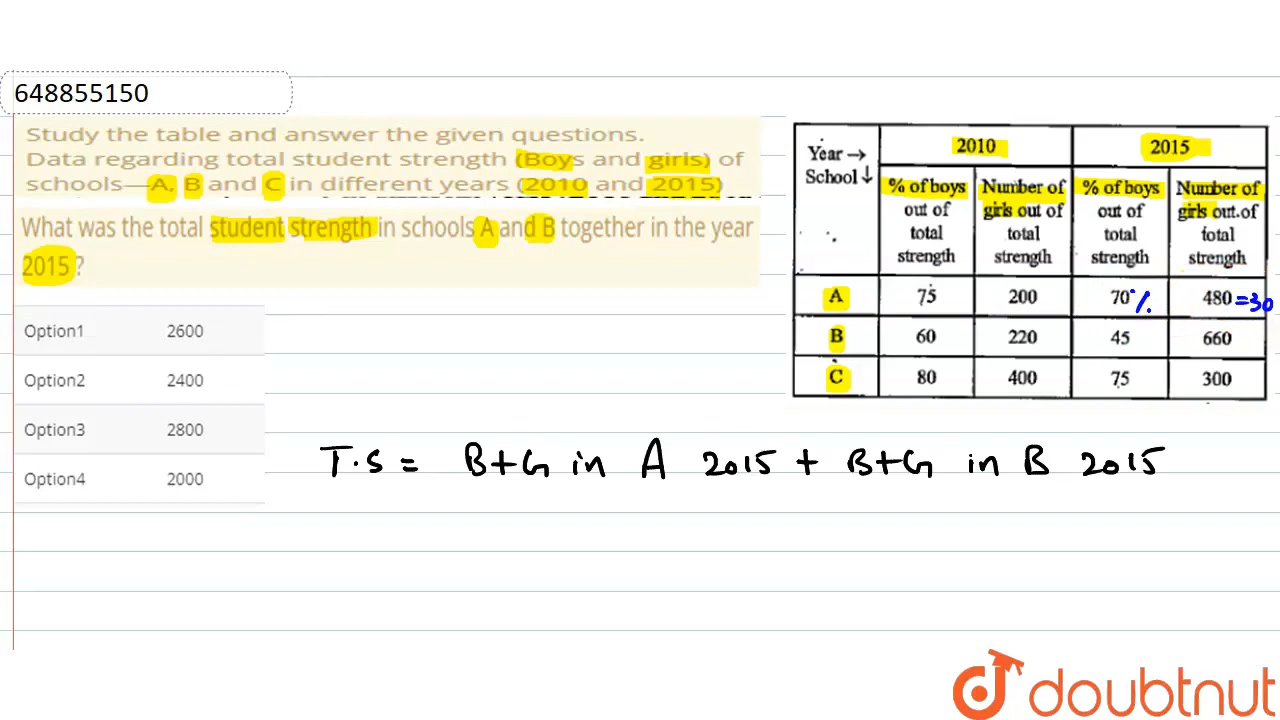 648855150
Study the table and answer the given questions.
Data regarding total student strength (Boys and girls) of
schools—A, B and C in different years (2010 and 2015)
What was the total student strength in schools A and B together in the year
2015 ?
Option1 2600
Option2 2400
Option3 2800
Option4 2000
Year → 2010 2015
School ↓ % of boys Number of % of boys Number of
out of girls out of out of girls out of
total total total total
strength strength strength strength
A 75 200 70% 480 =30
B 60 220 45 660
C 80 400 75 300
T.S = B+G in A 2015 + B+G in B 2015
doubtnut